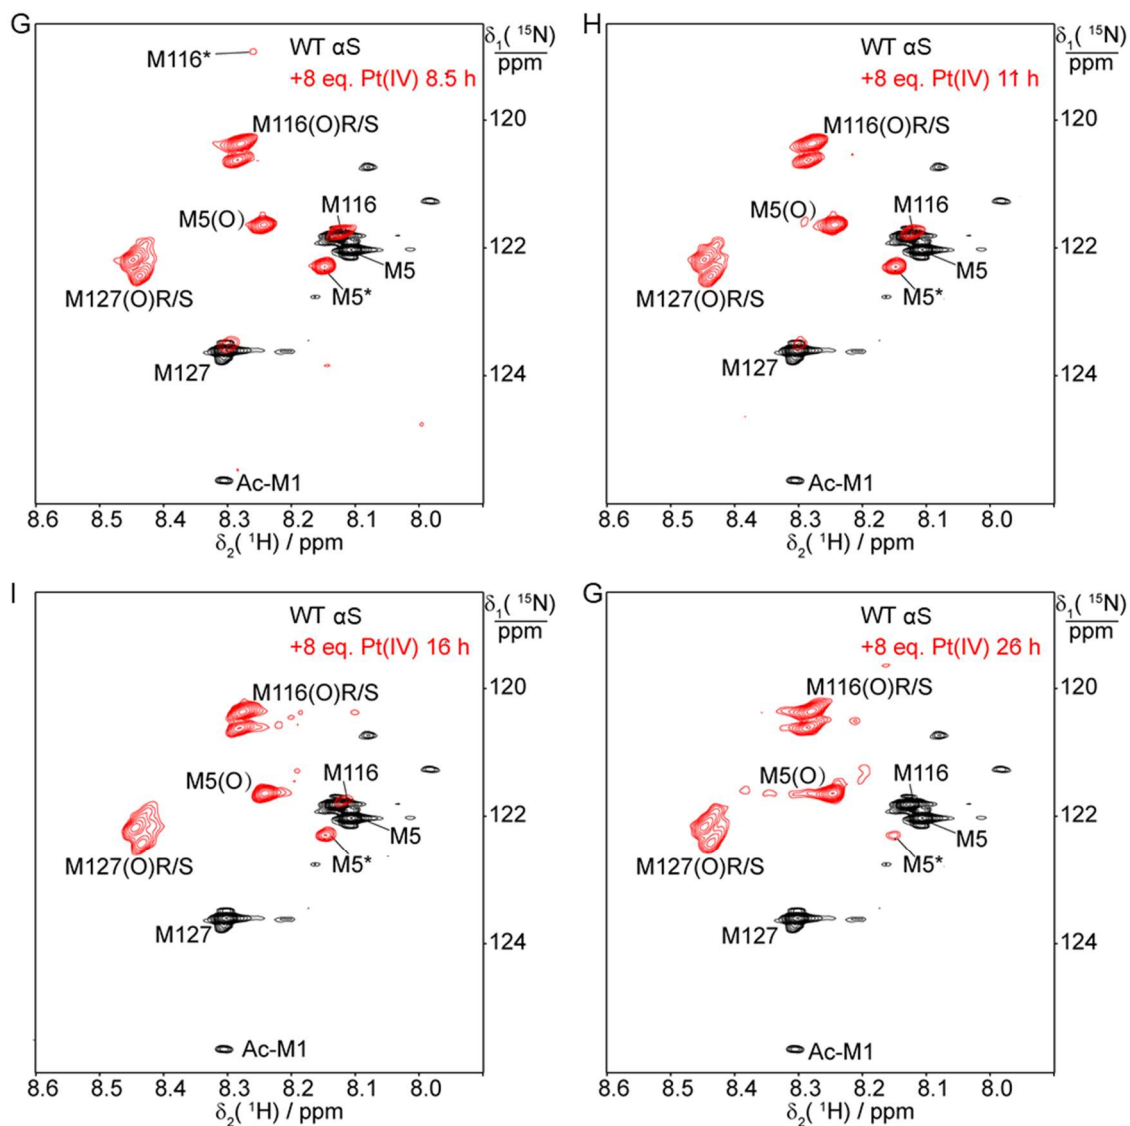 G
WT αS
+8 eq. Pt(IV) 8.5 h
δ1( 15N)
ppm
M116*
120
M116(O)R/S
M5(O)
M116
122
M5
M5*
M127(O)R/S
M127
124
Ac-M1
8.6 8.5 8.4 8.3 8.2 8.1 8.0
δ2( 1H) / ppm
H
WT αS
+8 eq. Pt(IV) 11 h
δ1( 15N)
ppm
120
M116(O)R/S
M5(O)
M116
122
M5
M5*
M127(O)R/S
M127
124
Ac-M1
8.6 8.5 8.4 8.3 8.2 8.1 8.0
δ2( 1H) / ppm
I
WT αS
+8 eq. Pt(IV) 16 h
δ1( 15N)
ppm
120
M116(O)R/S
M5(O)
M116
122
M5
M5*
M127(O)R/S
M127
124
Ac-M1
8.6 8.5 8.4 8.3 8.2 8.1 8.0
δ2( 1H) / ppm
G
WT αS
+8 eq. Pt(IV) 26 h
δ1( 15N)
ppm
120
M116(O)R/S
M5(O)
M116
122
M5
M5*
M127(O)R/S
M127
124
Ac-M1
8.6 8.5 8.4 8.3 8.2 8.1 8.0
δ2( 1H) / ppm